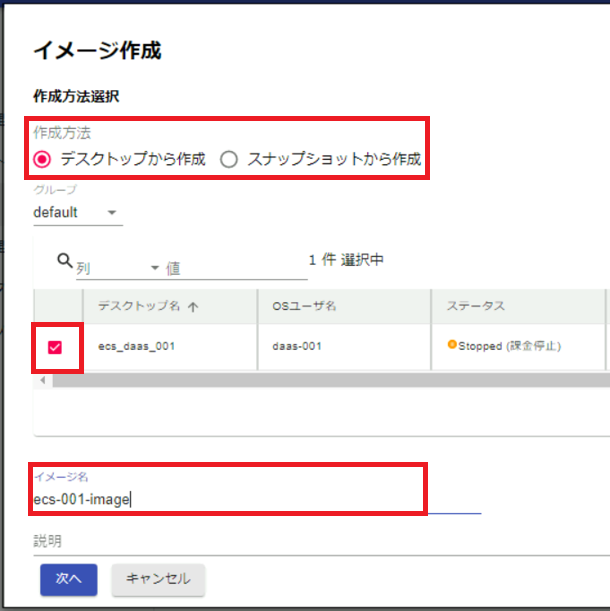 イメージ作成
作成方法選択
作成方法
デスクトップから作成 スナップショットから作成
グループ
default
列 値 1 件 選択中
デスクトップ名 ↑ OSユーザ名 ステータス
ecs_daas_001 daas-001 Stopped (課金停止)
イメージ名
ecs-001-image
説明
次へ キャンセル